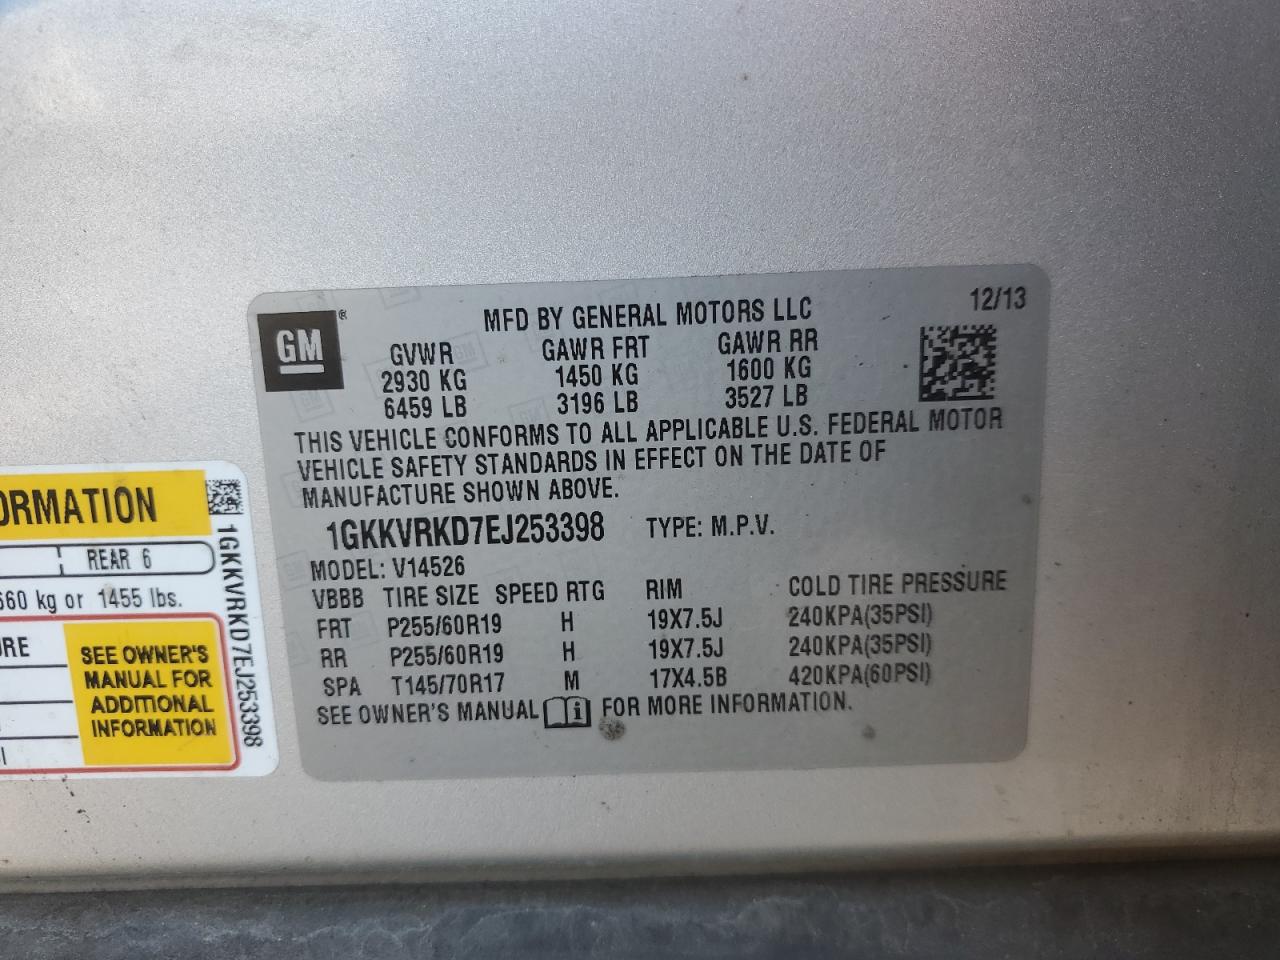 GM ®
MFD BY GENERAL MOTORS LLC
12/13
GVWR GAWR FRT GAWR RR
2930 KG 1450 KG 1600 KG
6459 LB 3196 LB 3527 LB
THIS VEHICLE CONFORMS TO ALL APPLICABLE U.S. FEDERAL MOTOR
VEHICLE SAFETY STANDARDS IN EFFECT ON THE DATE OF
MANUFACTURE SHOWN ABOVE.
1GKKVRKD7EJ253398 TYPE: M.P.V.
MODEL: V14526
VBBB TIRE SIZE SPEED RTG RIM COLD TIRE PRESSURE
FRT P255/60R19 H 19X7.5J 240KPA(35PSI)
RR P255/60R19 H 19X7.5J 240KPA(35PSI)
SPA T145/70R17 M 17X4.5B 420KPA(60PSI)
SEE OWNER'S MANUAL i FOR MORE INFORMATION.
ORMATION
REAR 6
660 kg or 1455 lbs.
RE
SEE OWNER'S
MANUAL FOR
ADDITIONAL
INFORMATION
1GKKVRKD7EJ253398